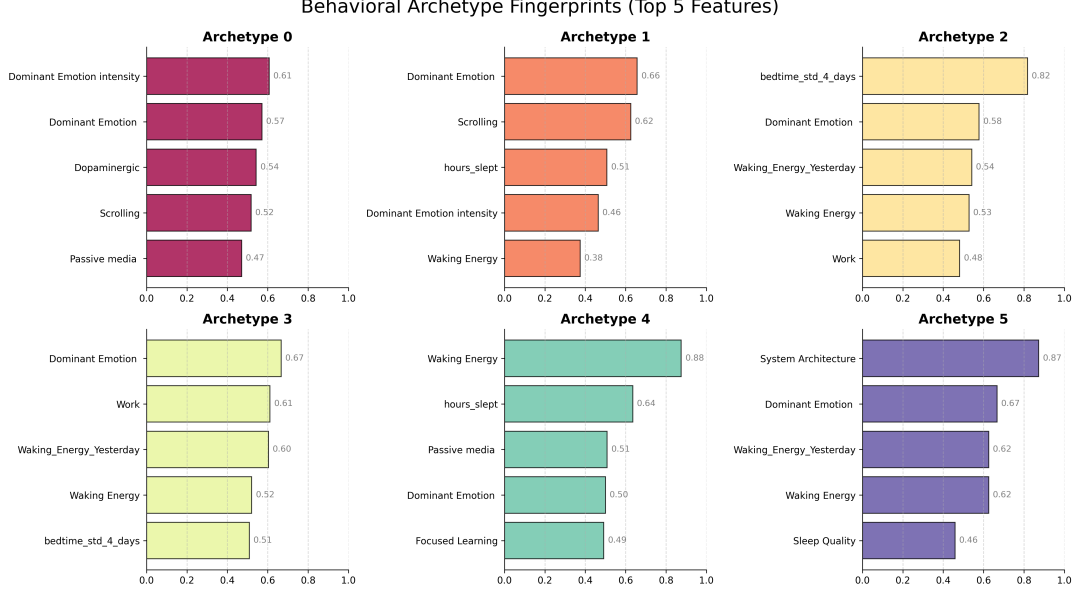 Behavioral Archetype Fingerprints (Top 5 Features)
Archetype 0
Dominant Emotion intensity 0.61
Dominant Emotion 0.57
Dopaminergic 0.54
Scrolling 0.52
Passive media 0.47
0.0 0.2 0.4 0.6 0.8 1.0
Archetype 1
Dominant Emotion 0.66
Scrolling 0.62
hours_slept 0.51
Dominant Emotion intensity 0.46
Waking Energy 0.38
0.0 0.2 0.4 0.6 0.8 1.0
Archetype 2
bedtime_std_4_days 0.82
Dominant Emotion 0.58
Waking_Energy_Yesterday 0.54
Waking Energy 0.53
Work 0.48
0.0 0.2 0.4 0.6 0.8 1.0
Archetype 3
Dominant Emotion 0.67
Work 0.61
Waking_Energy_Yesterday 0.60
Waking Energy 0.52
bedtime_std_4_days 0.51
0.0 0.2 0.4 0.6 0.8 1.0
Archetype 4
Waking Energy 0.88
hours_slept 0.64
Passive media 0.51
Dominant Emotion 0.50
Focused Learning 0.49
0.0 0.2 0.4 0.6 0.8 1.0
Archetype 5
System Architecture 0.87
Dominant Emotion 0.67
Waking_Energy_Yesterday 0.62
Waking Energy 0.62
Sleep Quality 0.46
0.0 0.2 0.4 0.6 0.8 1.0